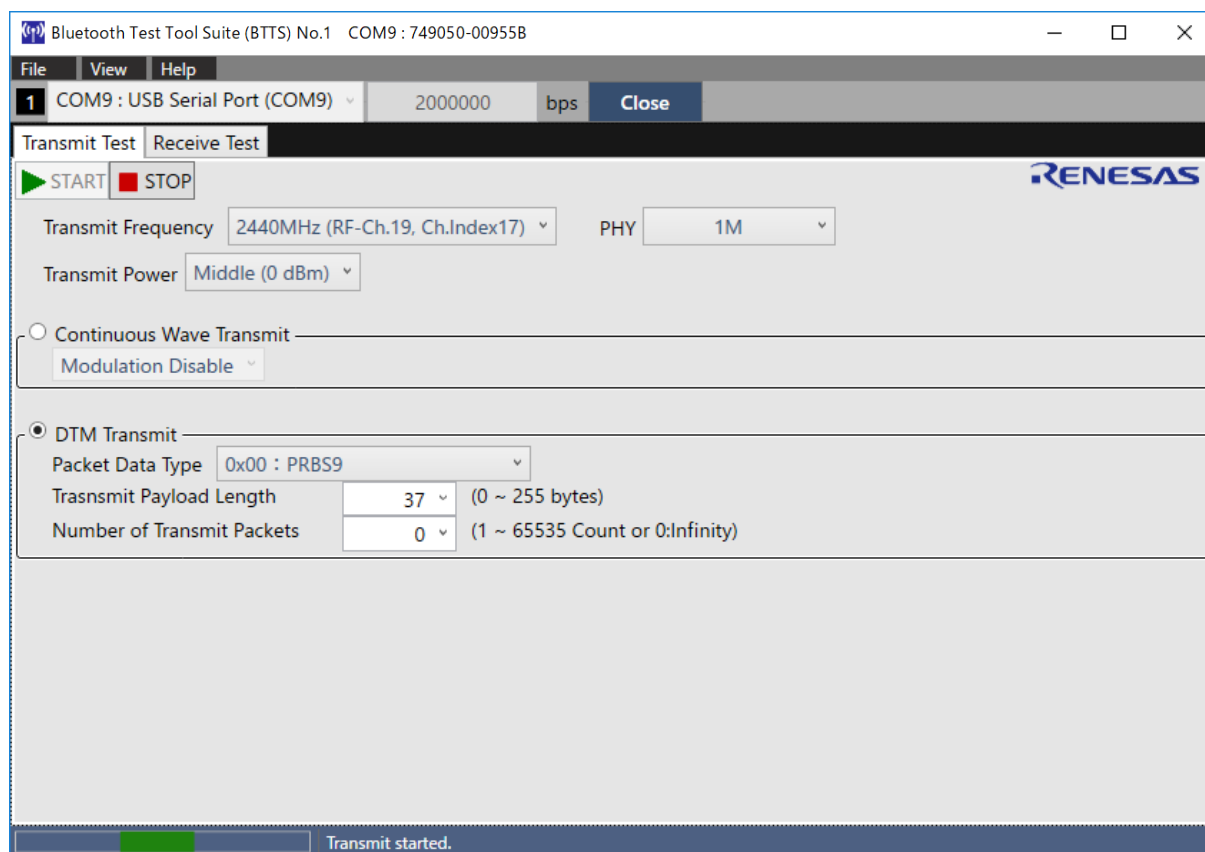 Bluetooth Test Tool Suite (BTTS) No.1 COM9 : 749050-00955B
File View Help
1 COM9 : USB Serial Port (COM9) 2000000 bps Close
Transmit Test Receive Test
START STOP RENESAS
Transmit Frequency 2440MHz (RF-Ch.19, Ch.Index17) PHY 1M
Transmit Power Middle (0 dBm)
Continuous Wave Transmit
Modulation Disable
DTM Transmit
Packet Data Type 0x00 : PRBS9
Trasnsmit Payload Length 37 (0 ~ 255 bytes)
Number of Transmit Packets 0 (1 ~ 65535 Count or 0:Infinity)
Transmit started.